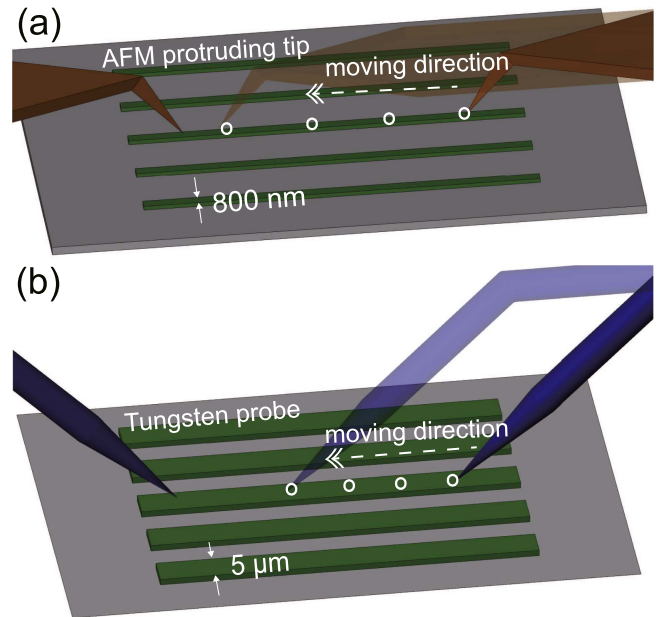 (a)
AFM protruding tip
moving direction
800 nm
(b)
Tungsten probe
moving direction
5 μm